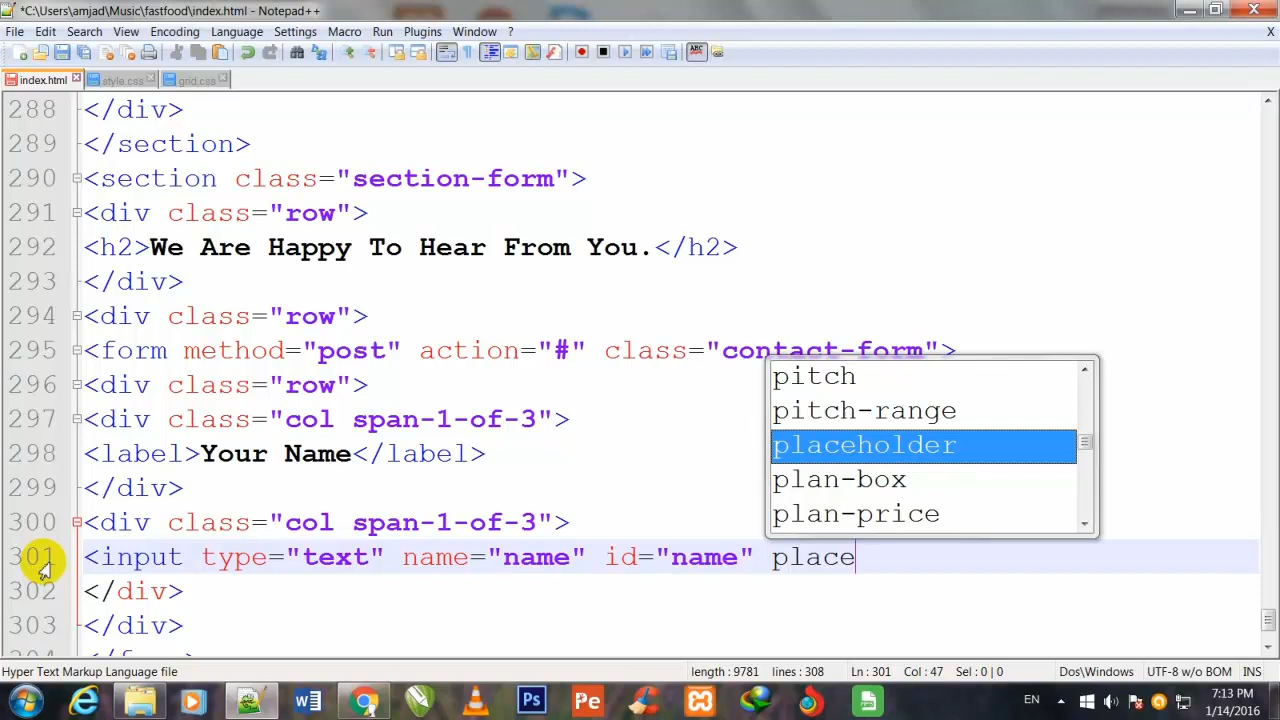 *C:\Users\amjad\Music\fastfood\index.html - Notepad++
File Edit Search View Encoding Language Settings Macro Run Plugins Window ? X
index.html style.css grid.css
288 </div>
289 </section>
290 <section class="section-form">
291 <div class="row">
292 <h2>We Are Happy To Hear From You.</h2>
293 </div>
294 <div class="row">
295 <form method="post" action="#" class="contact-form">
296 <div class="row">
pitch
297 <div class="col span-1-of-3">
pitch-range
298 <label>Your Name</label>
placeholder
299 </div>
plan-box
300 <div class="col span-1-of-3">
plan-price
301 <input type="text" name="name" id="name" place
302 </div>
303 </div>
Hyper Text Markup Language file length : 9781 lines : 308 Ln : 301 Col : 47 Sel : 0 | 0 Dos\Windows UTF-8 w/o BOM INS
EN 7:13 PM
1/14/2016